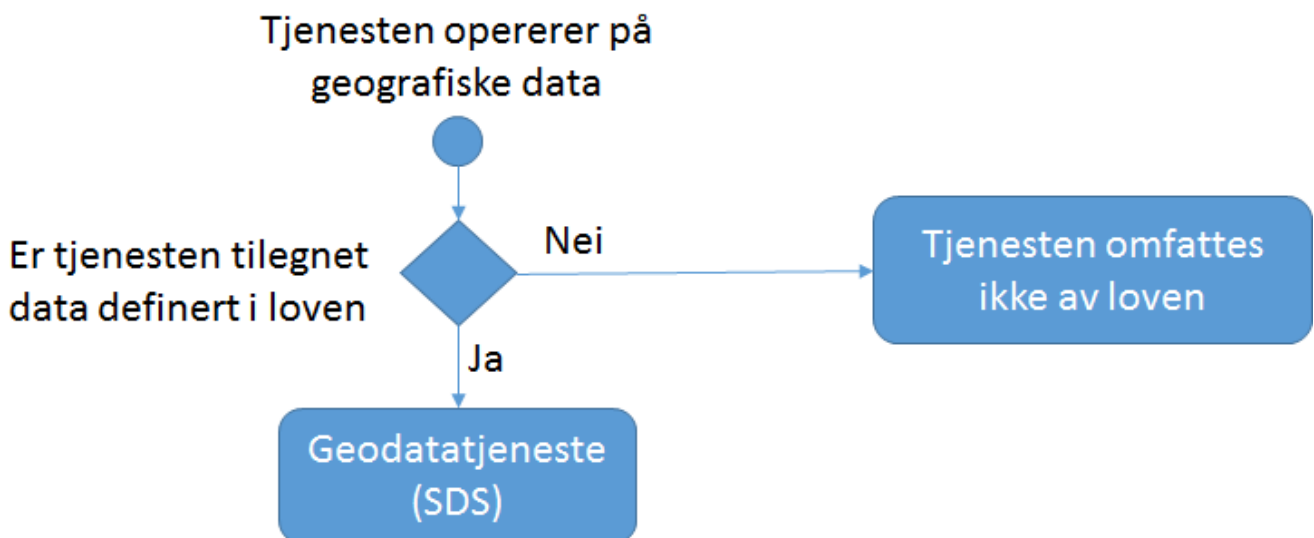 Tjenesten opererer på
geografiske data
Er tjenesten tilegnet
data definert i loven
Nei
Tjenesten omfattes
ikke av loven
Ja
Geodatatjeneste
(SDS)